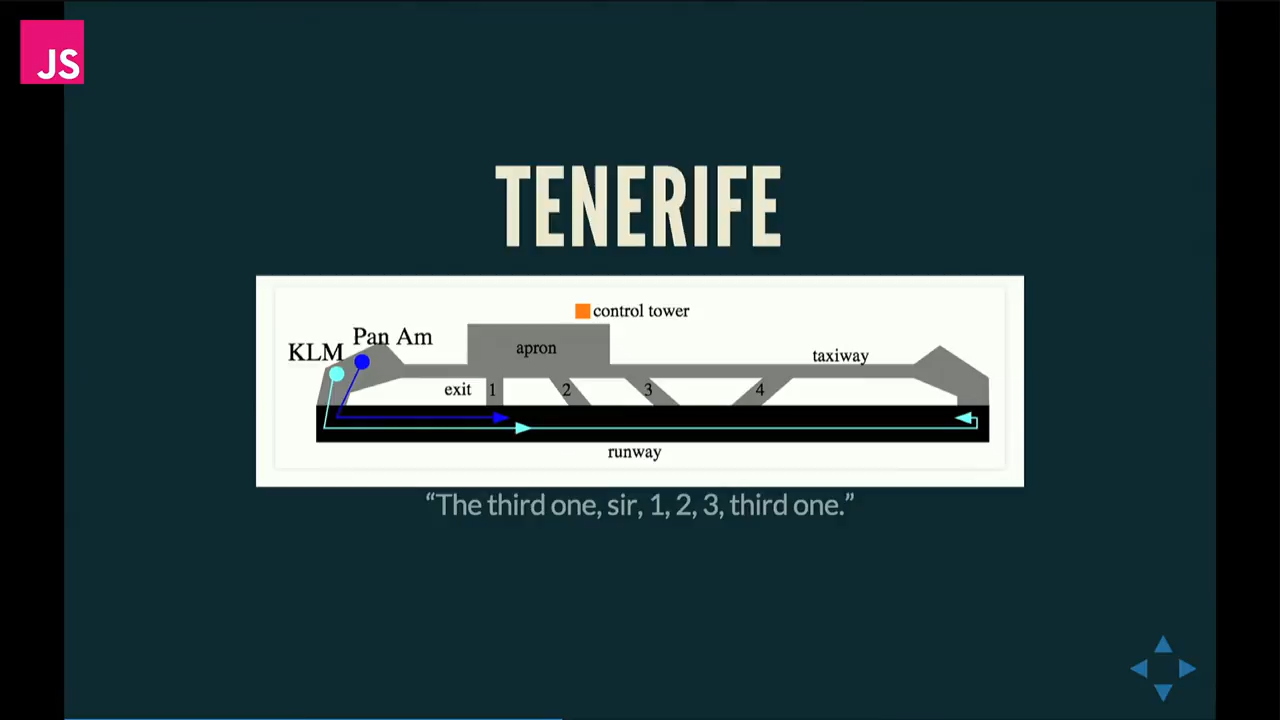 JS
TENERIFE
control tower
Pan Am
KLM
apron
taxiway
exit 1 2 3 4
runway
“The third one, sir, 1, 2, 3, third one.”